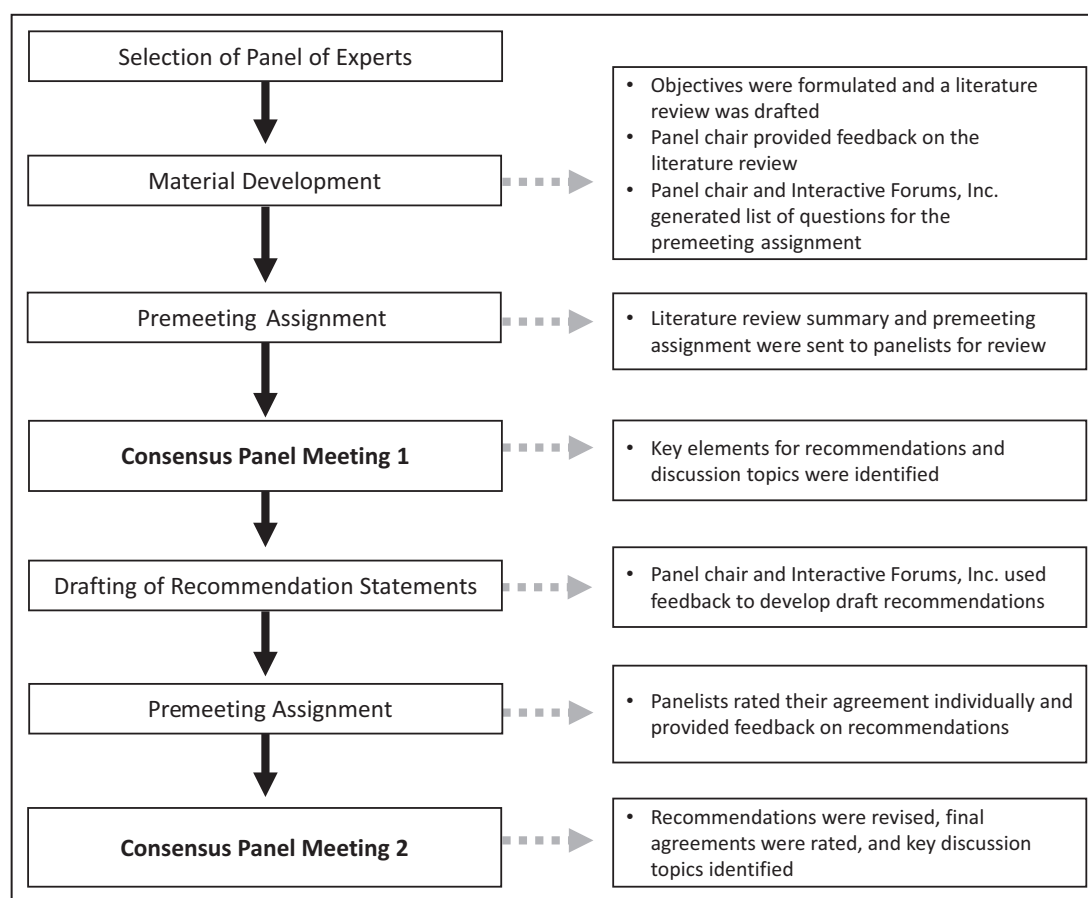 Selection of Panel of Experts
Material Development
• Objectives were formulated and a literature
review was drafted
• Panel chair provided feedback on the
literature review
• Panel chair and Interactive Forums, Inc.
generated list of questions for the
premeeting assignment
Premeeting Assignment
• Literature review summary and premeeting
assignment were sent to panelists for review
Consensus Panel Meeting 1
• Key elements for recommendations and
discussion topics were identified
Drafting of Recommendation Statements
• Panel chair and Interactive Forums, Inc. used
feedback to develop draft recommendations
Premeeting Assignment
• Panelists rated their agreement individually and
provided feedback on recommendations
Consensus Panel Meeting 2
• Recommendations were revised, final
agreements were rated, and key discussion
topics identified